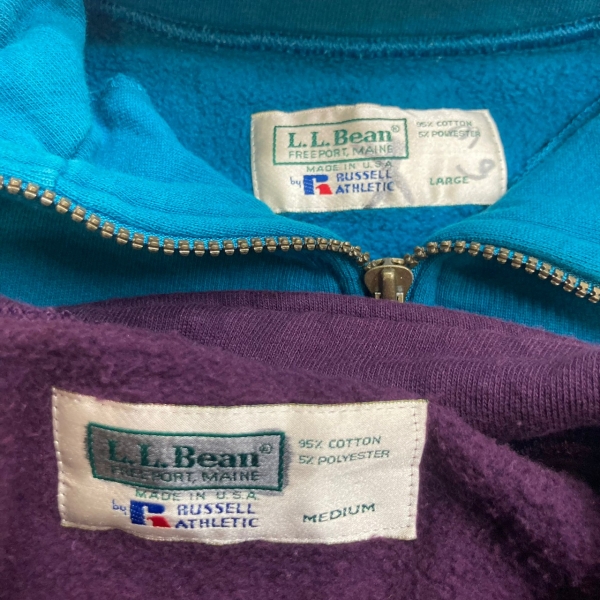 L.L.Bean®
FREEPORT, MAINE
MADE IN U.S.A.
by RUSSELL
ATHLETIC
95% COTTON
5% POLYESTER
LARGE
L.L.Bean®
FREEPORT, MAINE
MADE IN U.S.A.
by RUSSELL
ATHLETIC
95% COTTON
5% POLYESTER
MEDIUM